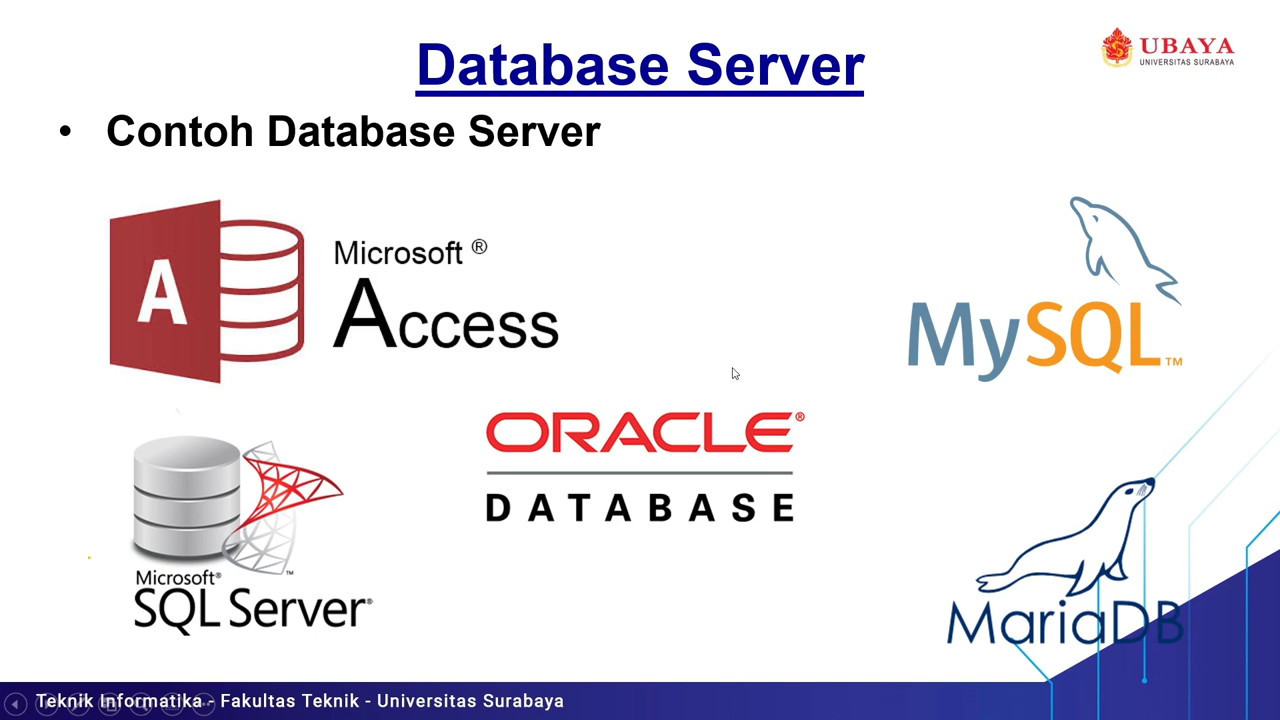 Database Server
UBAYA
UNIVERSITAS SURABAYA
• Contoh Database Server
A
Microsoft ®
Access
MySQL™
ORACLE®
DATABASE
Microsoft®
SQL Server®
™
MariaDB
Teknik Informatika - Fakultas Teknik - Universitas Surabaya